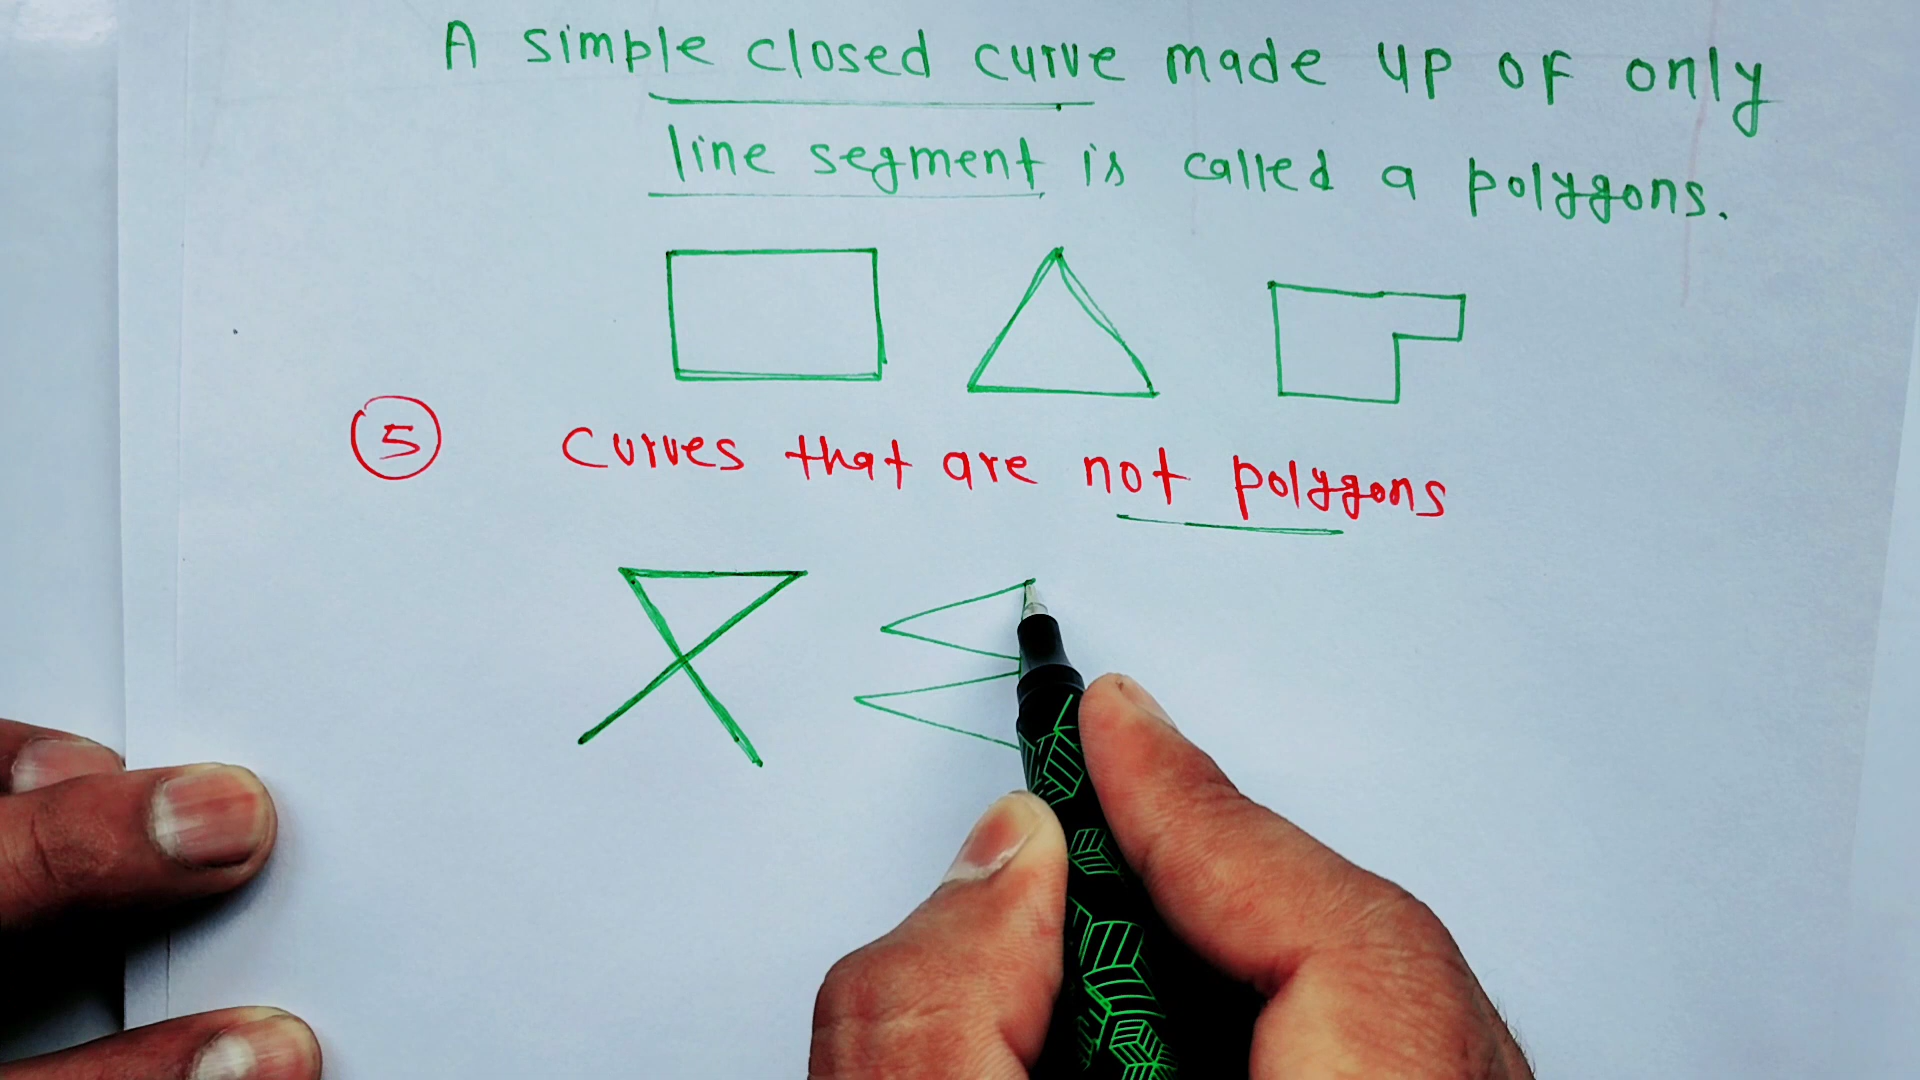 A simple closed curve made up of only
line segment is called a polygons.
5 curves that are not polygons